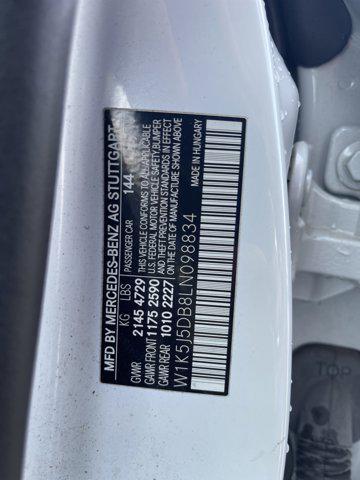 MFD BY MERCEDES-BENZ AG STUTTGART
PASSENGER CAR 144
KG LBS
GVWR 2145 4729
GAWR FRONT 1175 2590
GAWR REAR 1010 2227
THIS VEHICLE CONFORMS TO ALL APPLICABLE
U.S. FEDERAL MOTOR VEHICLE SAFETY,BUMPER
AND THEFT PREVENTION STANDARDS IN EFFECT
ON THE DATE OF MANUFACTURE SHOWN ABOVE
MADE IN HUNGARY
W1K5J5DB8LN098834
TOP